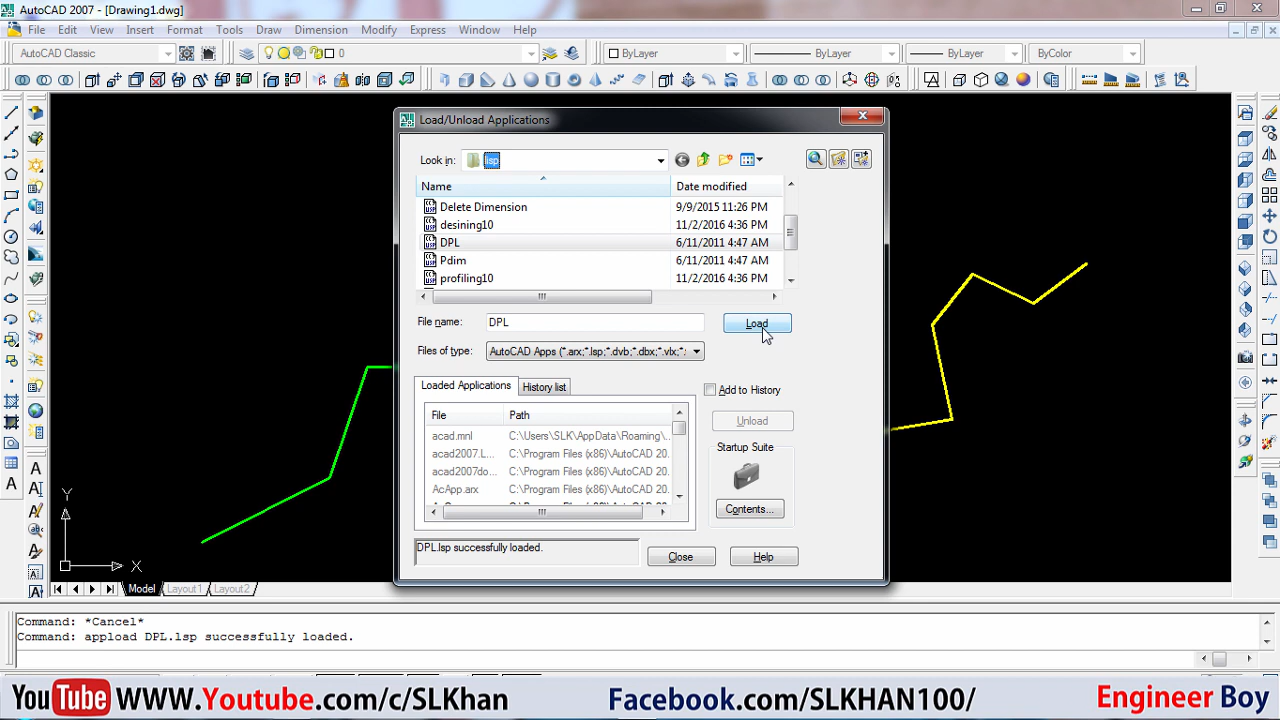 AutoCAD 2007 - [Drawing1.dwg]
File Edit View Insert Format Tools Draw Dimension Modify Express Window Help
AutoCAD Classic 0 ByLayer ByLayer ByLayer ByColor
Load/Unload Applications
Look in: lisp
Name Date modified
Delete Dimension 9/9/2015 11:26 PM
desining10 11/2/2016 4:36 PM
DPL 6/11/2011 4:47 AM
Pdim 6/11/2011 4:47 AM
profiling10 11/2/2016 4:36 PM
File name: DPL Load
Files of type: AutoCAD Apps (*.arx;*.lsp;*.dvb;*.dbx;*.vlx;*;
Loaded Applications History list Add to History
File Path
acad.mnl C:\Users\SLK\AppData\Roaming\...
acad2007.L... C:\Program Files (x86)\AutoCAD 20.
acad2007do... C:\Program Files (x86)\AutoCAD 20.
AcApp.arx C:\Program Files (x86)\AutoCAD 20.
Unload
Startup Suite
Contents...
DPL.lsp successfully loaded.
Close Help
Y
X
Model Layout1 Layout2
Command: *Cancel*
Command: appload DPL.lsp successfully loaded.
YouTube WWW.Youtube.com/c/SLKhan Facebook.com/SLKHAN100/ Engineer Boy